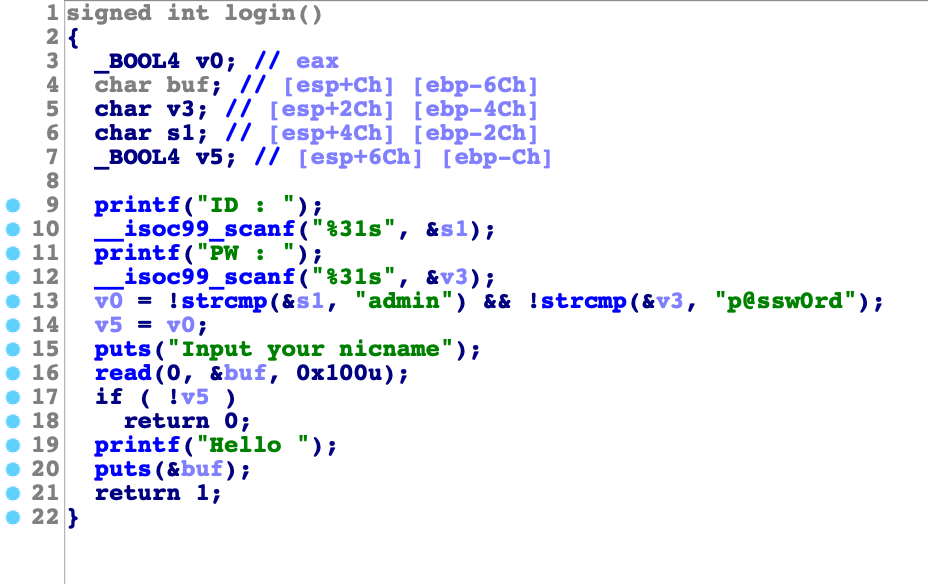 1 signed int login()
2 {
3 _BOOL4 v0; // eax
4 char buf; // [esp+Ch] [ebp-6Ch]
5 char v3; // [esp+2Ch] [ebp-4Ch]
6 char s1; // [esp+4Ch] [ebp-2Ch]
7 _BOOL4 v5; // [esp+6Ch] [ebp-Ch]
8
9 printf("ID : ");
10 __isoc99_scanf("%31s", &s1);
11 printf("PW : ");
12 __isoc99_scanf("%31s", &v3);
13 v0 = !strcmp(&s1, "admin") && !strcmp(&v3, "p@ssw0rd");
14 v5 = v0;
15 puts("Input your nicname");
16 read(0, &buf, 0x100u);
17 if ( !v5 )
18 return 0;
19 printf("Hello ");
20 puts(&buf);
21 return 1;
22 }